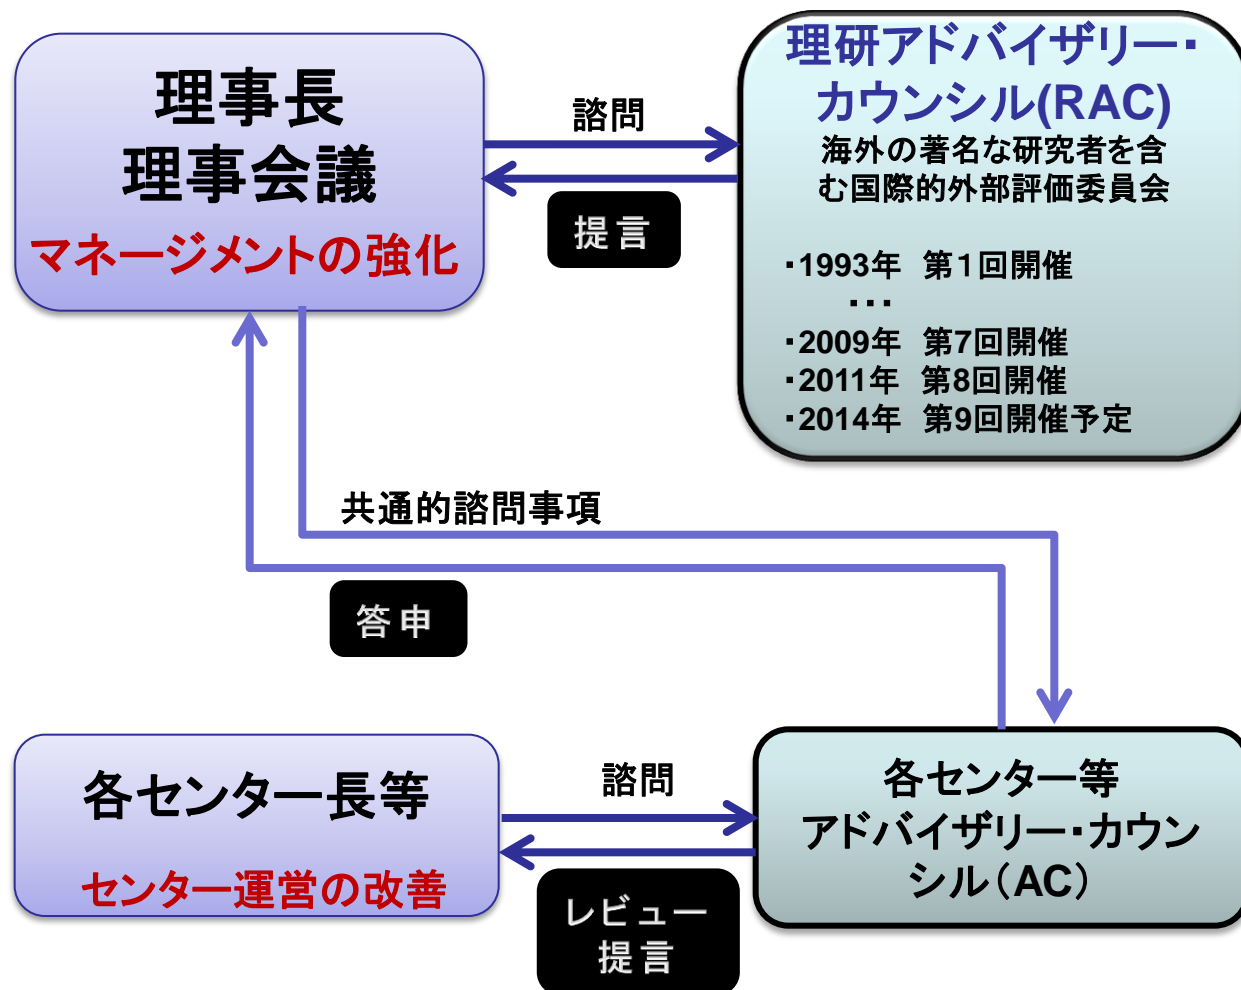 理事長
理事会議
マネージメントの強化
諮問
提言
理研アドバイザリー・
カウンシル(RAC)
海外の著名な研究者を含
む国際的外部評価委員会
・1993年 第１回開催
・・・
・2009年 第7回開催
・2011年 第8回開催
・2014年 第9回開催予定
共通的諮問事項
答申
各センター長等
センター運営の改善
諮問
レビュー
提言
各センター等
アドバイザリー・カウン
シル（AC）